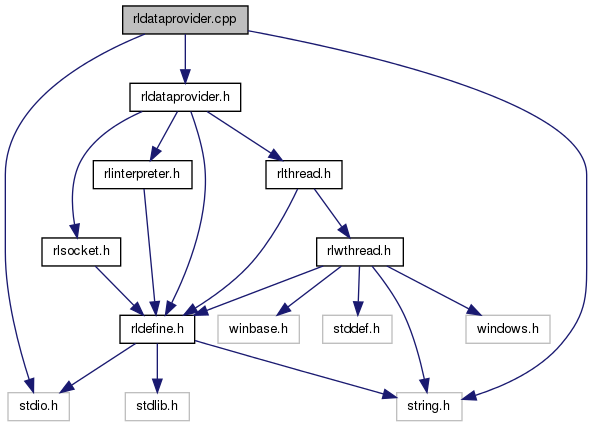 rldataprovider.cpp
rldataprovider.h
rlinterpreter.h
rlthread.h
rlsocket.h
rlwthread.h
rldefine.h
winbase.h
stddef.h
windows.h
stdio.h
stdlib.h
string.h